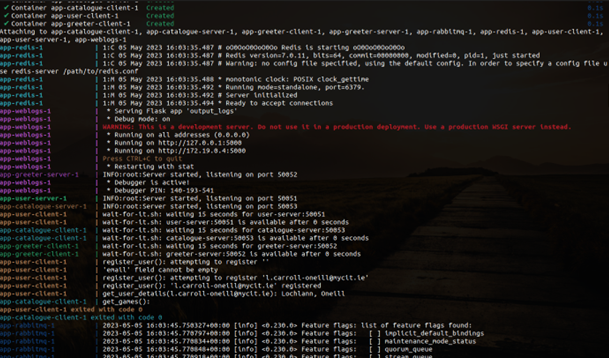 ✓ Container app-catalogue-client-1 Created 0.1s
✓ Container app-user-client-1 Created 0.1s
✓ Container app-greeter-client-1 Created 0.1s
Attaching to app-catalogue-client-1, app-catalogue-server-1, app-greeter-client-1, app-greeter-server-1, app-rabbitmq-1, app-redis-1, app-user-client-1,
app-user-server-1, app-weblogs-1
app-redis-1 | 1:C 05 May 2023 16:03:35.487 # oO0OoO0OoO0Oo Redis is starting oO0OoO0OoO0Oo
app-redis-1 | 1:C 05 May 2023 16:03:35.487 # Redis version=7.0.11, bits=64, commit=00000000, modified=0, pid=1, just started
app-redis-1 | 1:C 05 May 2023 16:03:35.487 # Warning: no config file specified, using the default config. In order to specify a config file u
se redis-server /path/to/redis.conf
app-redis-1 | 1:M 05 May 2023 16:03:35.488 * monotonic clock: POSIX clock_gettime
app-redis-1 | 1:M 05 May 2023 16:03:35.492 * Running mode=standalone, port=6379.
app-redis-1 | 1:M 05 May 2023 16:03:35.492 # Server initialized
app-redis-1 | 1:M 05 May 2023 16:03:35.494 * Ready to accept connections
app-weblogs-1 | * Serving Flask app 'output_logs'
app-weblogs-1 | * Debug mode: on
app-weblogs-1 | WARNING: This is a development server. Do not use it in a production deployment. Use a production WSGI server instead.
app-weblogs-1 | * Running on all addresses (0.0.0.0)
app-weblogs-1 | * Running on http://127.0.0.1:5000
app-weblogs-1 | * Running on http://172.19.0.4:5000
app-weblogs-1 | Press CTRL+C to quit
app-weblogs-1 | * Restarting with stat
app-greeter-server-1 | INFO:root:Server started, listening on port 50052
app-weblogs-1 | * Debugger is active!
app-weblogs-1 | * Debugger PIN: 140-193-541
app-user-server-1 | INFO:root:Server started, listening on port 50051
app-catalogue-server-1 | INFO:root:Server started, listening on port 50053
app-user-client-1 | wait-for-it.sh: waiting 15 seconds for user-server:50051
app-user-client-1 | wait-for-it.sh: user-server:50051 is available after 0 seconds
app-catalogue-client-1 | wait-for-it.sh: waiting 15 seconds for catalogue-server:50053
app-catalogue-client-1 | wait-for-it.sh: catalogue-server:50053 is available after 0 seconds
app-greeter-client-1 | wait-for-it.sh: waiting 15 seconds for greeter-server:50052
app-greeter-client-1 | wait-for-it.sh: greeter-server:50052 is available after 0 seconds
app-user-client-1 | register_user(): attempting to register ''
app-user-client-1 | 'email' field cannot be empty
app-user-client-1 | register_user(): attempting to register 'l.carroll-oneill@mycit.ie'
app-user-client-1 | register_user(): 'l.carroll-oneill@mycit.ie' registered
app-user-client-1 | get_user_details(l.carroll-oneill@mycit.ie): Lochlann, Oneill
app-catalogue-client-1 | get_games():
app-user-client-1 exited with code 0
app-catalogue-client-1 exited with code 0
app-rabbitmq-1 | 2023-05-05 16:03:45.750327+00:00 [info] <0.230.0> Feature flags: list of feature flags found:
app-rabbitmq-1 | 2023-05-05 16:03:45.770797+00:00 [info] <0.230.0> Feature flags: [ ] implicit_default_bindings
app-rabbitmq-1 | 2023-05-05 16:03:45.770834+00:00 [info] <0.230.0> Feature flags: [ ] maintenance_mode_status
app-rabbitmq-1 | 2023-05-05 16:03:45.770848+00:00 [info] <0.230.0> Feature flags: [ ] quorum_queue
app-rabbitmq-1 | 2023-05-05 16:03:45.770918+00:00 [info] <0.230.0> Feature flags: [ ] stream_queue